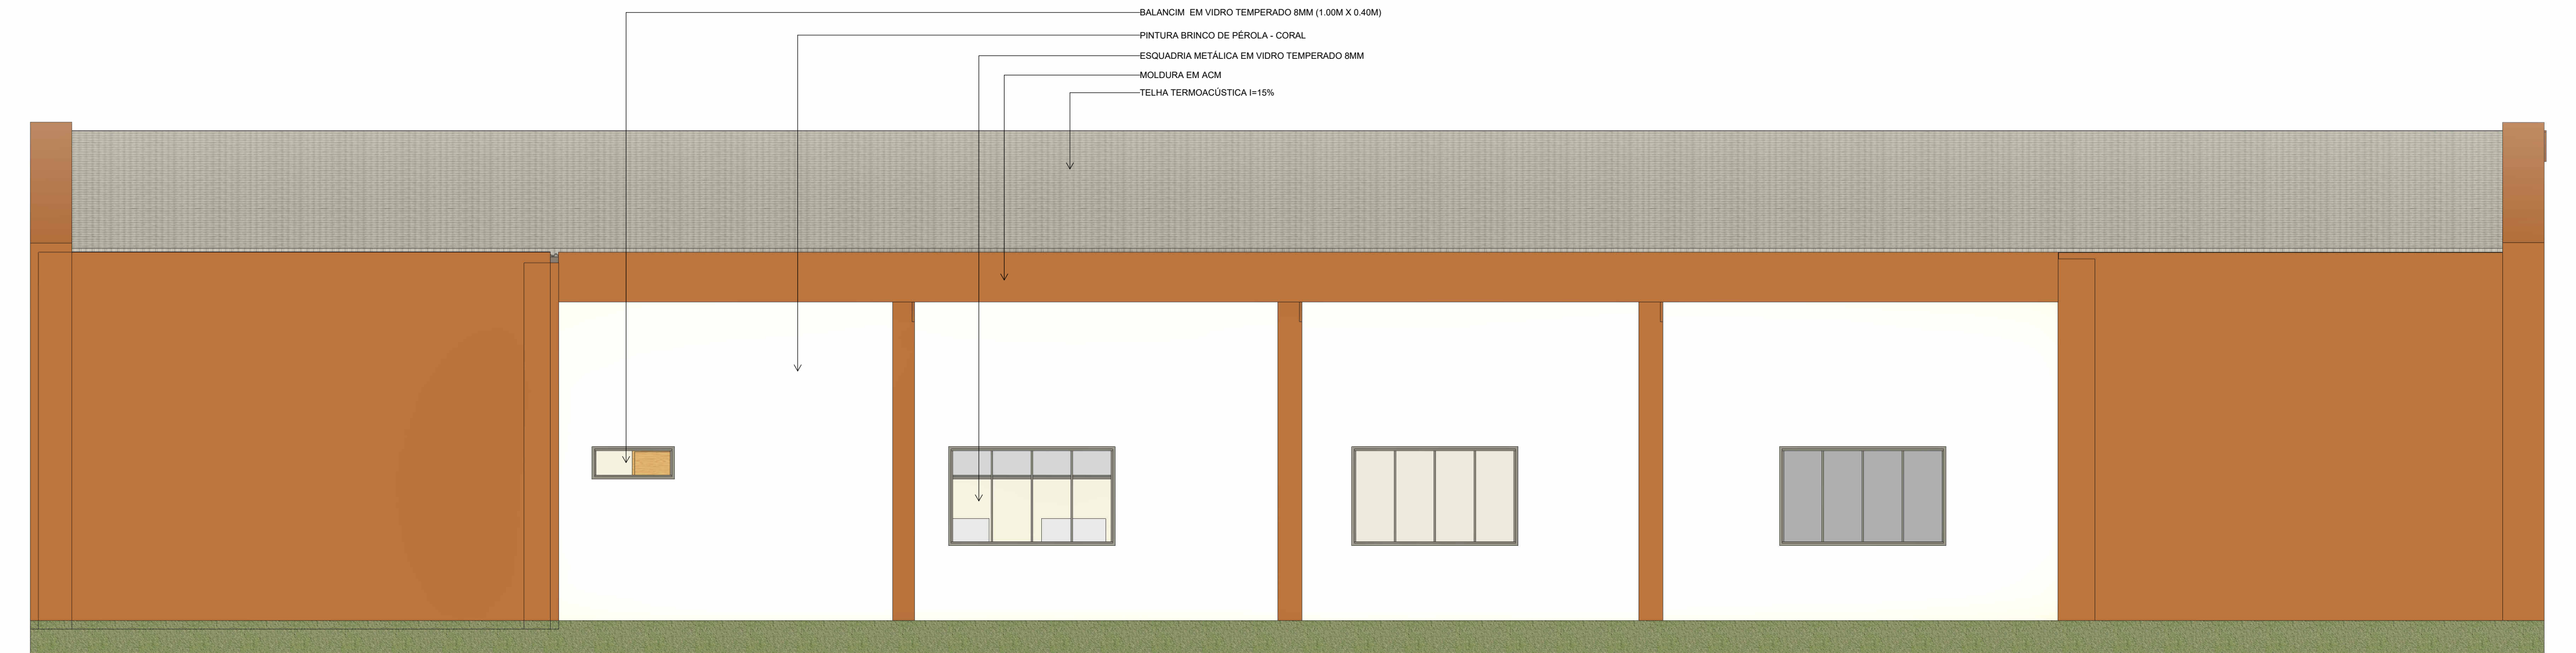 BALANCIM  EM VIDRO TEMPERADO 8MM (1.00M X 0.40M)
PINTURA BRINCO DE PÉROLA - CORAL
ESQUADRIA METÁLICA EM VIDRO TEMPERADO 8MM
MOLDURA EM ACM
TELHA TERMOACÚSTICA I=15%